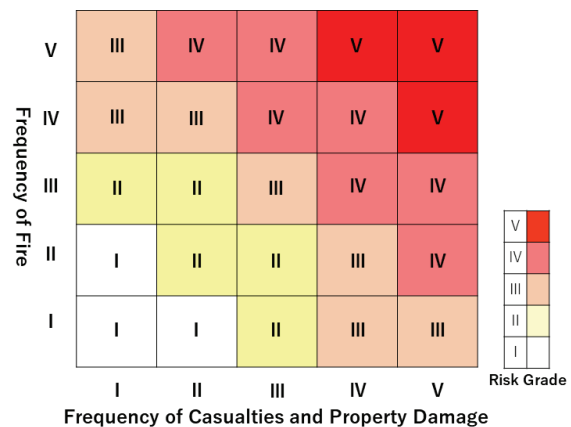 Frequency of Fire
V III IV IV V V
IV III III IV IV V
III II II III IV IV
II I II II III IV
I I I II III III
I II III IV V
Frequency of Casualties and Property Damage
V
IV
III
II
I
Risk Grade